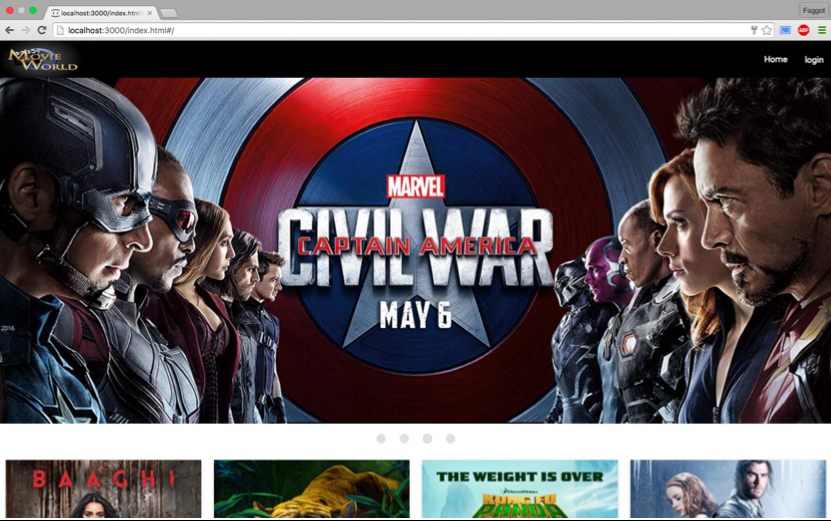 localhost:3000/index.html
Faggot
localhost:3000/index.html#/
ABP
MOVIE
WORLD
Home
login
MARVEL
CIVIL WAR
CAPTAIN AMERICA
MAY 6
2016
BAAGHI
THE WEIGHT IS OVER
DREAMWORKS
KUNG FU
PANDA